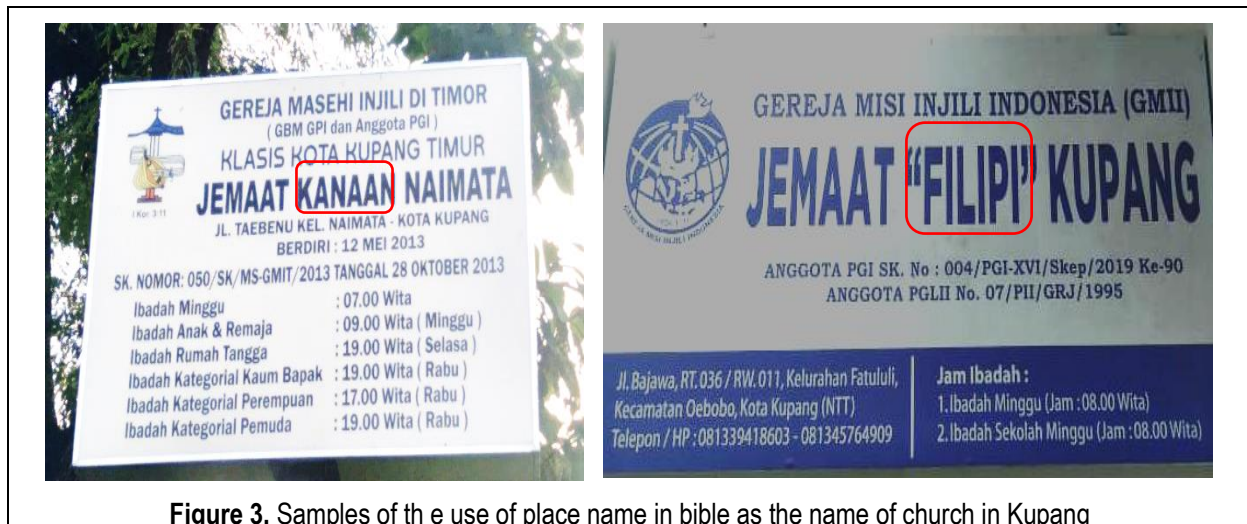 GEREJA MASEHI INJILI DI TIMOR
( GBM GPI dan Anggota PGI )
KLASIS KOTA KUPANG TIMUR
JEMAAT KANAAN NAIMATA
JL. TAEBENU KEL. NAIMATA - KOTA KUPANG
BERDIRI : 12 MEI 2013
SK. NOMOR: 050/SK/MS-GMIT/2013 TANGGAL 28 OKTOBER 2013
I Kor. 3:11
Ibadah Minggu : 07.00 Wita
Ibadah Anak & Remaja : 09.00 Wita ( Minggu )
Ibadah Rumah Tangga : 19.00 Wita ( Selasa )
Ibadah Kategorial Kaum Bapak : 19.00 Wita ( Rabu )
Ibadah Kategorial Perempuan : 17.00 Wita ( Rabu )
Ibadah Kategorial Pemuda : 19.00 Wita ( Rabu )
GEREJA MISI INJILI INDONESIA (GMII)
JEMAAT "FILIPI" KUPANG
ANGGOTA PGI SK. No : 004/PGI-XVI/Skep/2019 Ke-90
ANGGOTA PGLII No. 07/PII/GRJ/1995
GEREJA MISI INJILI INDONESIA
Jl. Bajawa, RT. 036 / RW. 011, Kelurahan Fatululi,
Kecamatan Oebobo, Kota Kupang (NTT)
Telepon / HP : 081339418603 - 081345764909
Jam Ibadah :
1. Ibadah Minggu (Jam : 08.00 Wita)
2. Ibadah Sekolah Minggu (Jam : 08.00 Wita)
Figure 3. Samples of th e use of place name in bible as the name of church in Kupang